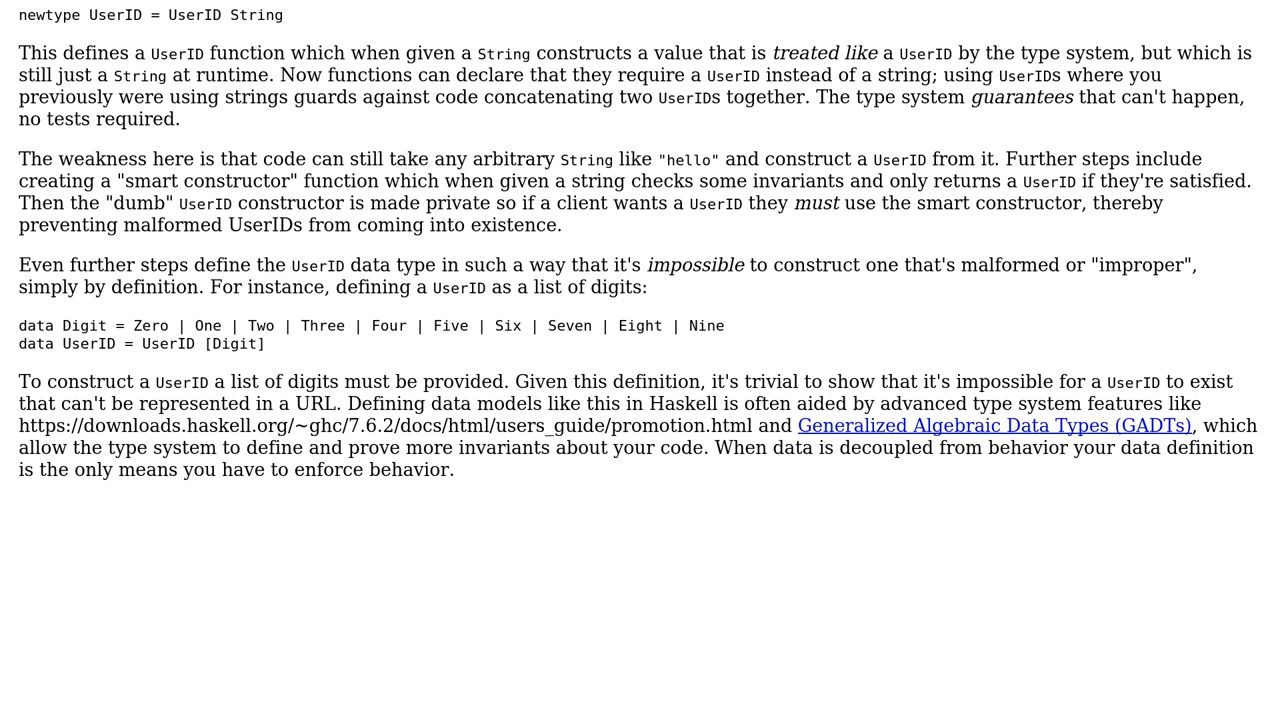 newtype UserID = UserID String
This defines a UserID function which when given a String constructs a value that is treated like a UserID by the type system, but which is
still just a String at runtime. Now functions can declare that they require a UserID instead of a string; using UserIDs where you
previously were using strings guards against code concatenating two UserIDs together. The type system guarantees that can't happen,
no tests required.
The weakness here is that code can still take any arbitrary String like "hello" and construct a UserID from it. Further steps include
creating a "smart constructor" function which when given a string checks some invariants and only returns a UserID if they're satisfied.
Then the "dumb" UserID constructor is made private so if a client wants a UserID they must use the smart constructor, thereby
preventing malformed UserIDs from coming into existence.
Even further steps define the UserID data type in such a way that it's impossible to construct one that's malformed or "improper",
simply by definition. For instance, defining a UserID as a list of digits:
data Digit = Zero | One | Two | Three | Four | Five | Six | Seven | Eight | Nine
data UserID = UserID [Digit]
To construct a UserID a list of digits must be provided. Given this definition, it's trivial to show that it's impossible for a UserID to exist
that can't be represented in a URL. Defining data models like this in Haskell is often aided by advanced type system features like
https://downloads.haskell.org/~ghc/7.6.2/docs/html/users_guide/promotion.html and Generalized Algebraic Data Types (GADTs), which
allow the type system to define and prove more invariants about your code. When data is decoupled from behavior your data definition
is the only means you have to enforce behavior.